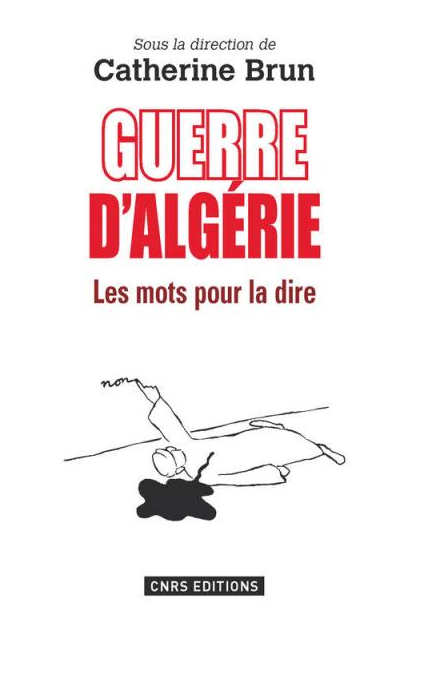 Sous la direction de
Catherine Brun
GUERRE
D'ALGÉRIE
Les mots pour la dire
non
CNRS EDITIONS